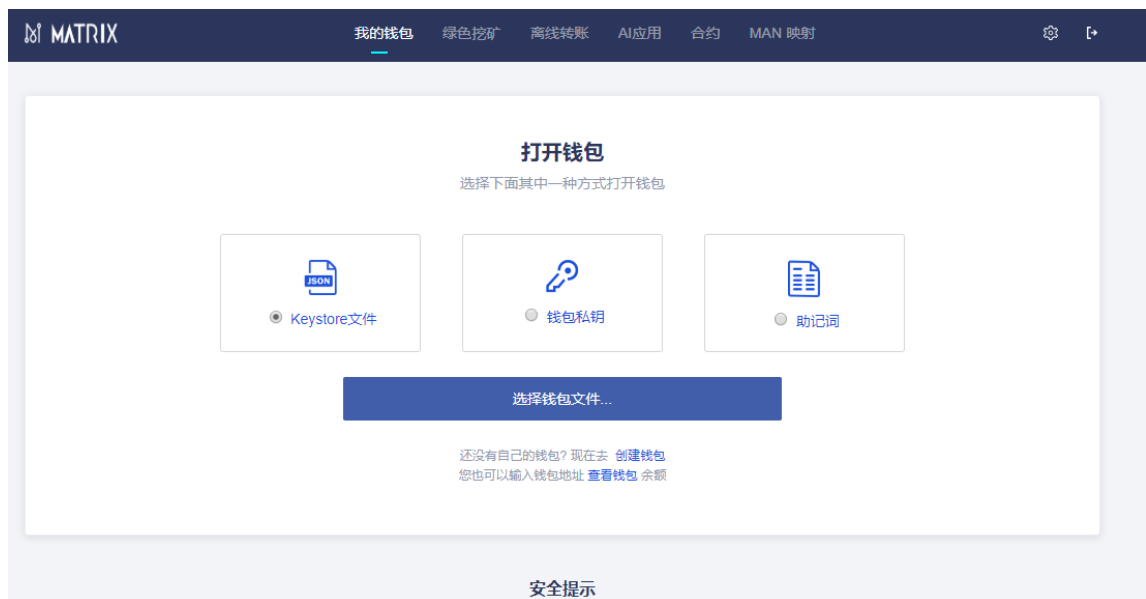 MATRIX 我的钱包 绿色挖矿 离线转账 AI应用 合约 MAN 映射
打开钱包
选择下面其中一种方式打开钱包
JSON
Keystore文件 钱包私钥 助记词
选择钱包文件...
还没有自己的钱包? 现在去 创建钱包
您也可以输入钱包地址 查看钱包 余额
安全提示